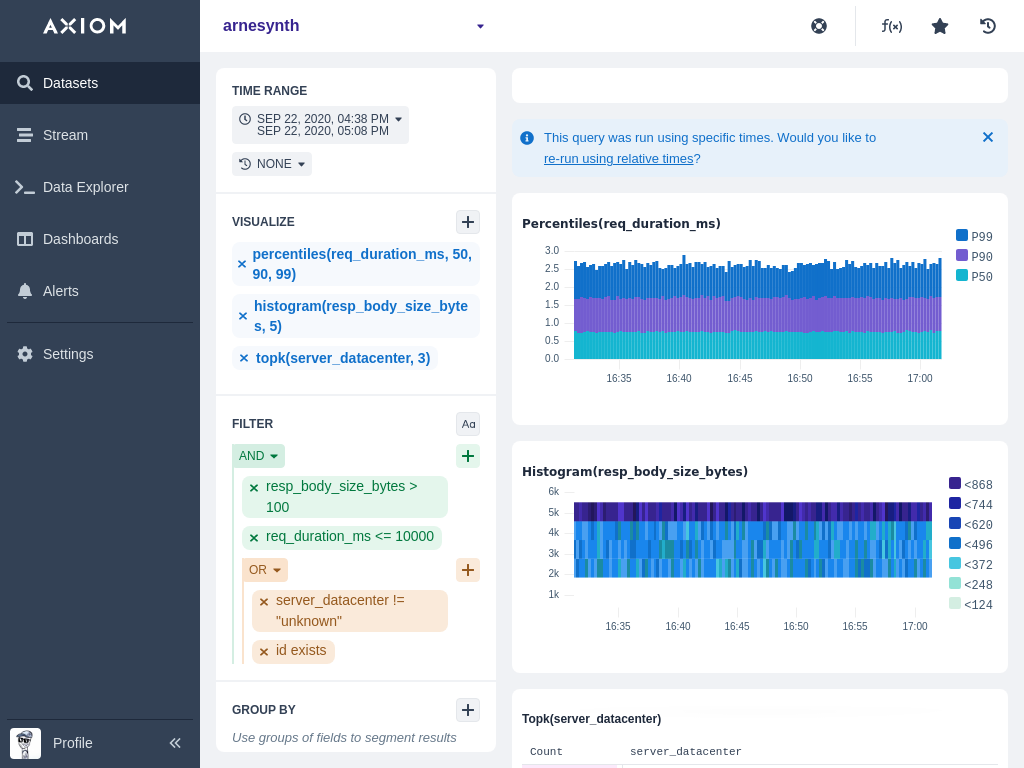 AXIOM
Datasets
Stream
Data Explorer
Dashboards
Alerts
Settings
Profile
arnesynth
f(x)
TIME RANGE
SEP 22, 2020, 04:38 PM
SEP 22, 2020, 05:08 PM
NONE
VISUALIZE
percentiles(req_duration_ms, 50,
90, 99)
histogram(resp_body_size_byte
s, 5)
topk(server_datacenter, 3)
FILTER
Aa
AND
resp_body_size_bytes >
100
req_duration_ms <= 10000
OR
server_datacenter !=
"unknown"
id exists
GROUP BY
Use groups of fields to segment results
This query was run using specific times. Would you like to
re-run using relative times?
Percentiles(req_duration_ms)
3.0
2.5
2.0
1.5
1.0
0.5
0.0
16:35 16:40 16:45 16:50 16:55 17:00
P99
P90
P50
Histogram(resp_body_size_bytes)
6k
5k
4k
3k
2k
1k
16:35 16:40 16:45 16:50 16:55 17:00
<868
<744
<620
<496
<372
<248
<124
Topk(server_datacenter)
Count server_datacenter